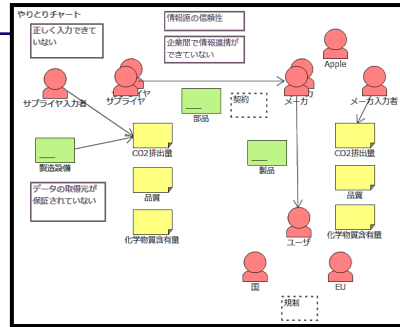 やりとりチャート
正しく入力できて
いない
情報源の信頼性
企業間で情報連携が
できていない
Apple
サプライヤ入力者
サプライヤ
メーカ
メーカ入力者
部品
契約
CO2排出量
CO2排出量
製造設備
製品
品質
品質
データの取得元が
保証されていない
化学物質含有量
化学物質含有量
ユーザ
国
EU
規制